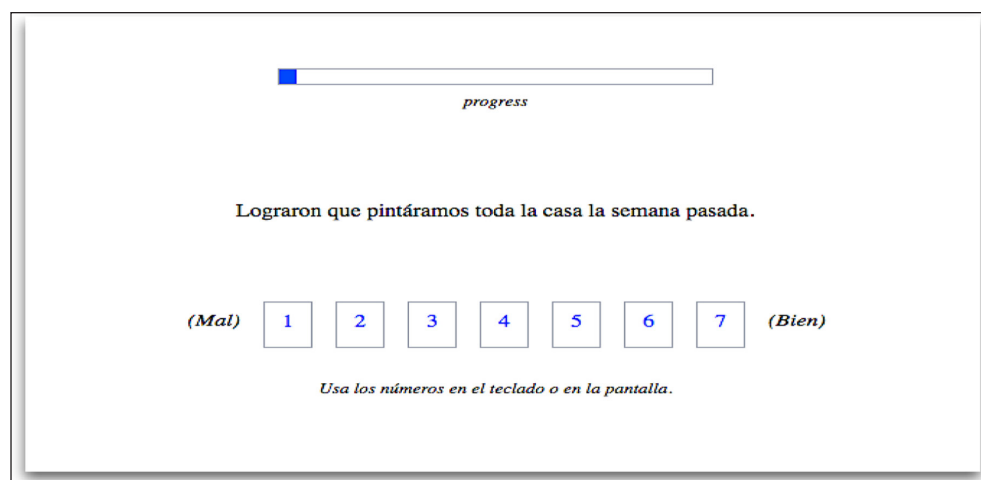 progress
Lograron que pintáramos toda la casa la semana pasada.
(Mal) 1 2 3 4 5 6 7 (Bien)
Usa los números en el teclado o en la pantalla.